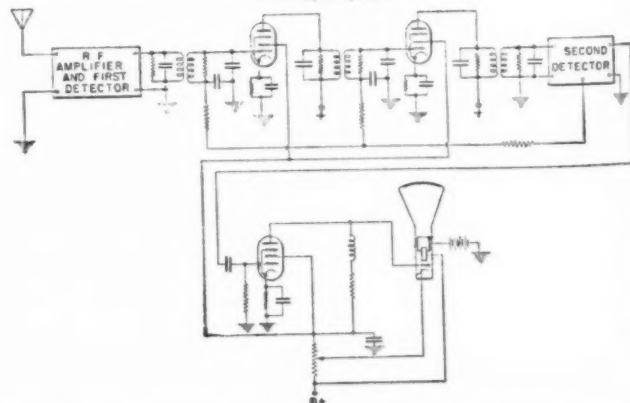 R F
AMPLIFIER
AND FIRST
DETECTOR
SECOND
DETECTOR
B+